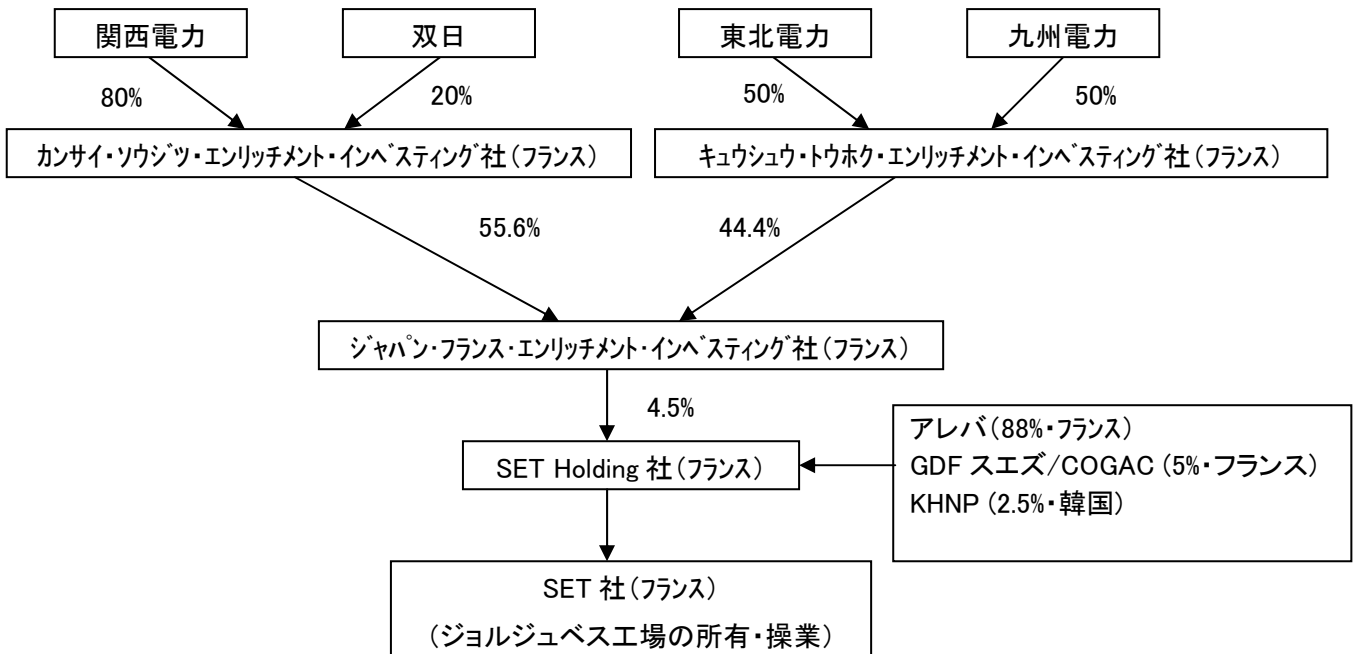 関西電力
双日
東北電力
九州電力
80%
20%
50%
50%
ｶﾝｻｲ・ｿｳｼﾞﾂ・ｴﾝﾘｯﾁﾒﾝﾄ・ｲﾝﾍﾞｽﾃｨﾝｸﾞ社（フランス）
ｷｭｳｼｭｳ・ﾄｳﾎｸ・ｴﾝﾘｯﾁﾒﾝﾄ・ｲﾝﾍﾞｽﾃｨﾝｸﾞ社（フランス）
55.6%
44.4%
ｼﾞｬﾊﾟﾝ・ﾌﾗﾝｽ・ｴﾝﾘｯﾁﾒﾝﾄ・ｲﾝﾍﾞｽﾃｨﾝｸﾞ社（フランス）
4.5%
アレバ（88%・フランス）
GDF スエズ/COGAC (5%・フランス）
KHNP (2.5%・韓国）
SET Holding 社（フランス）
SET 社（フランス）
（ジョルジュベス工場の所有・操業）